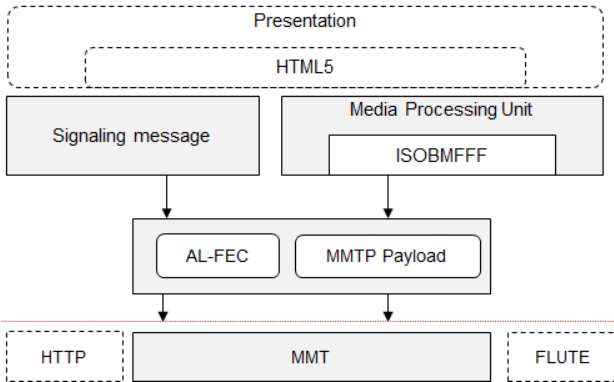 Presentation
HTML5
Signaling message
Media Processing Unit
ISOBMFFF
AL-FEC
MMTP Payload
HTTP
MMT
FLUTE